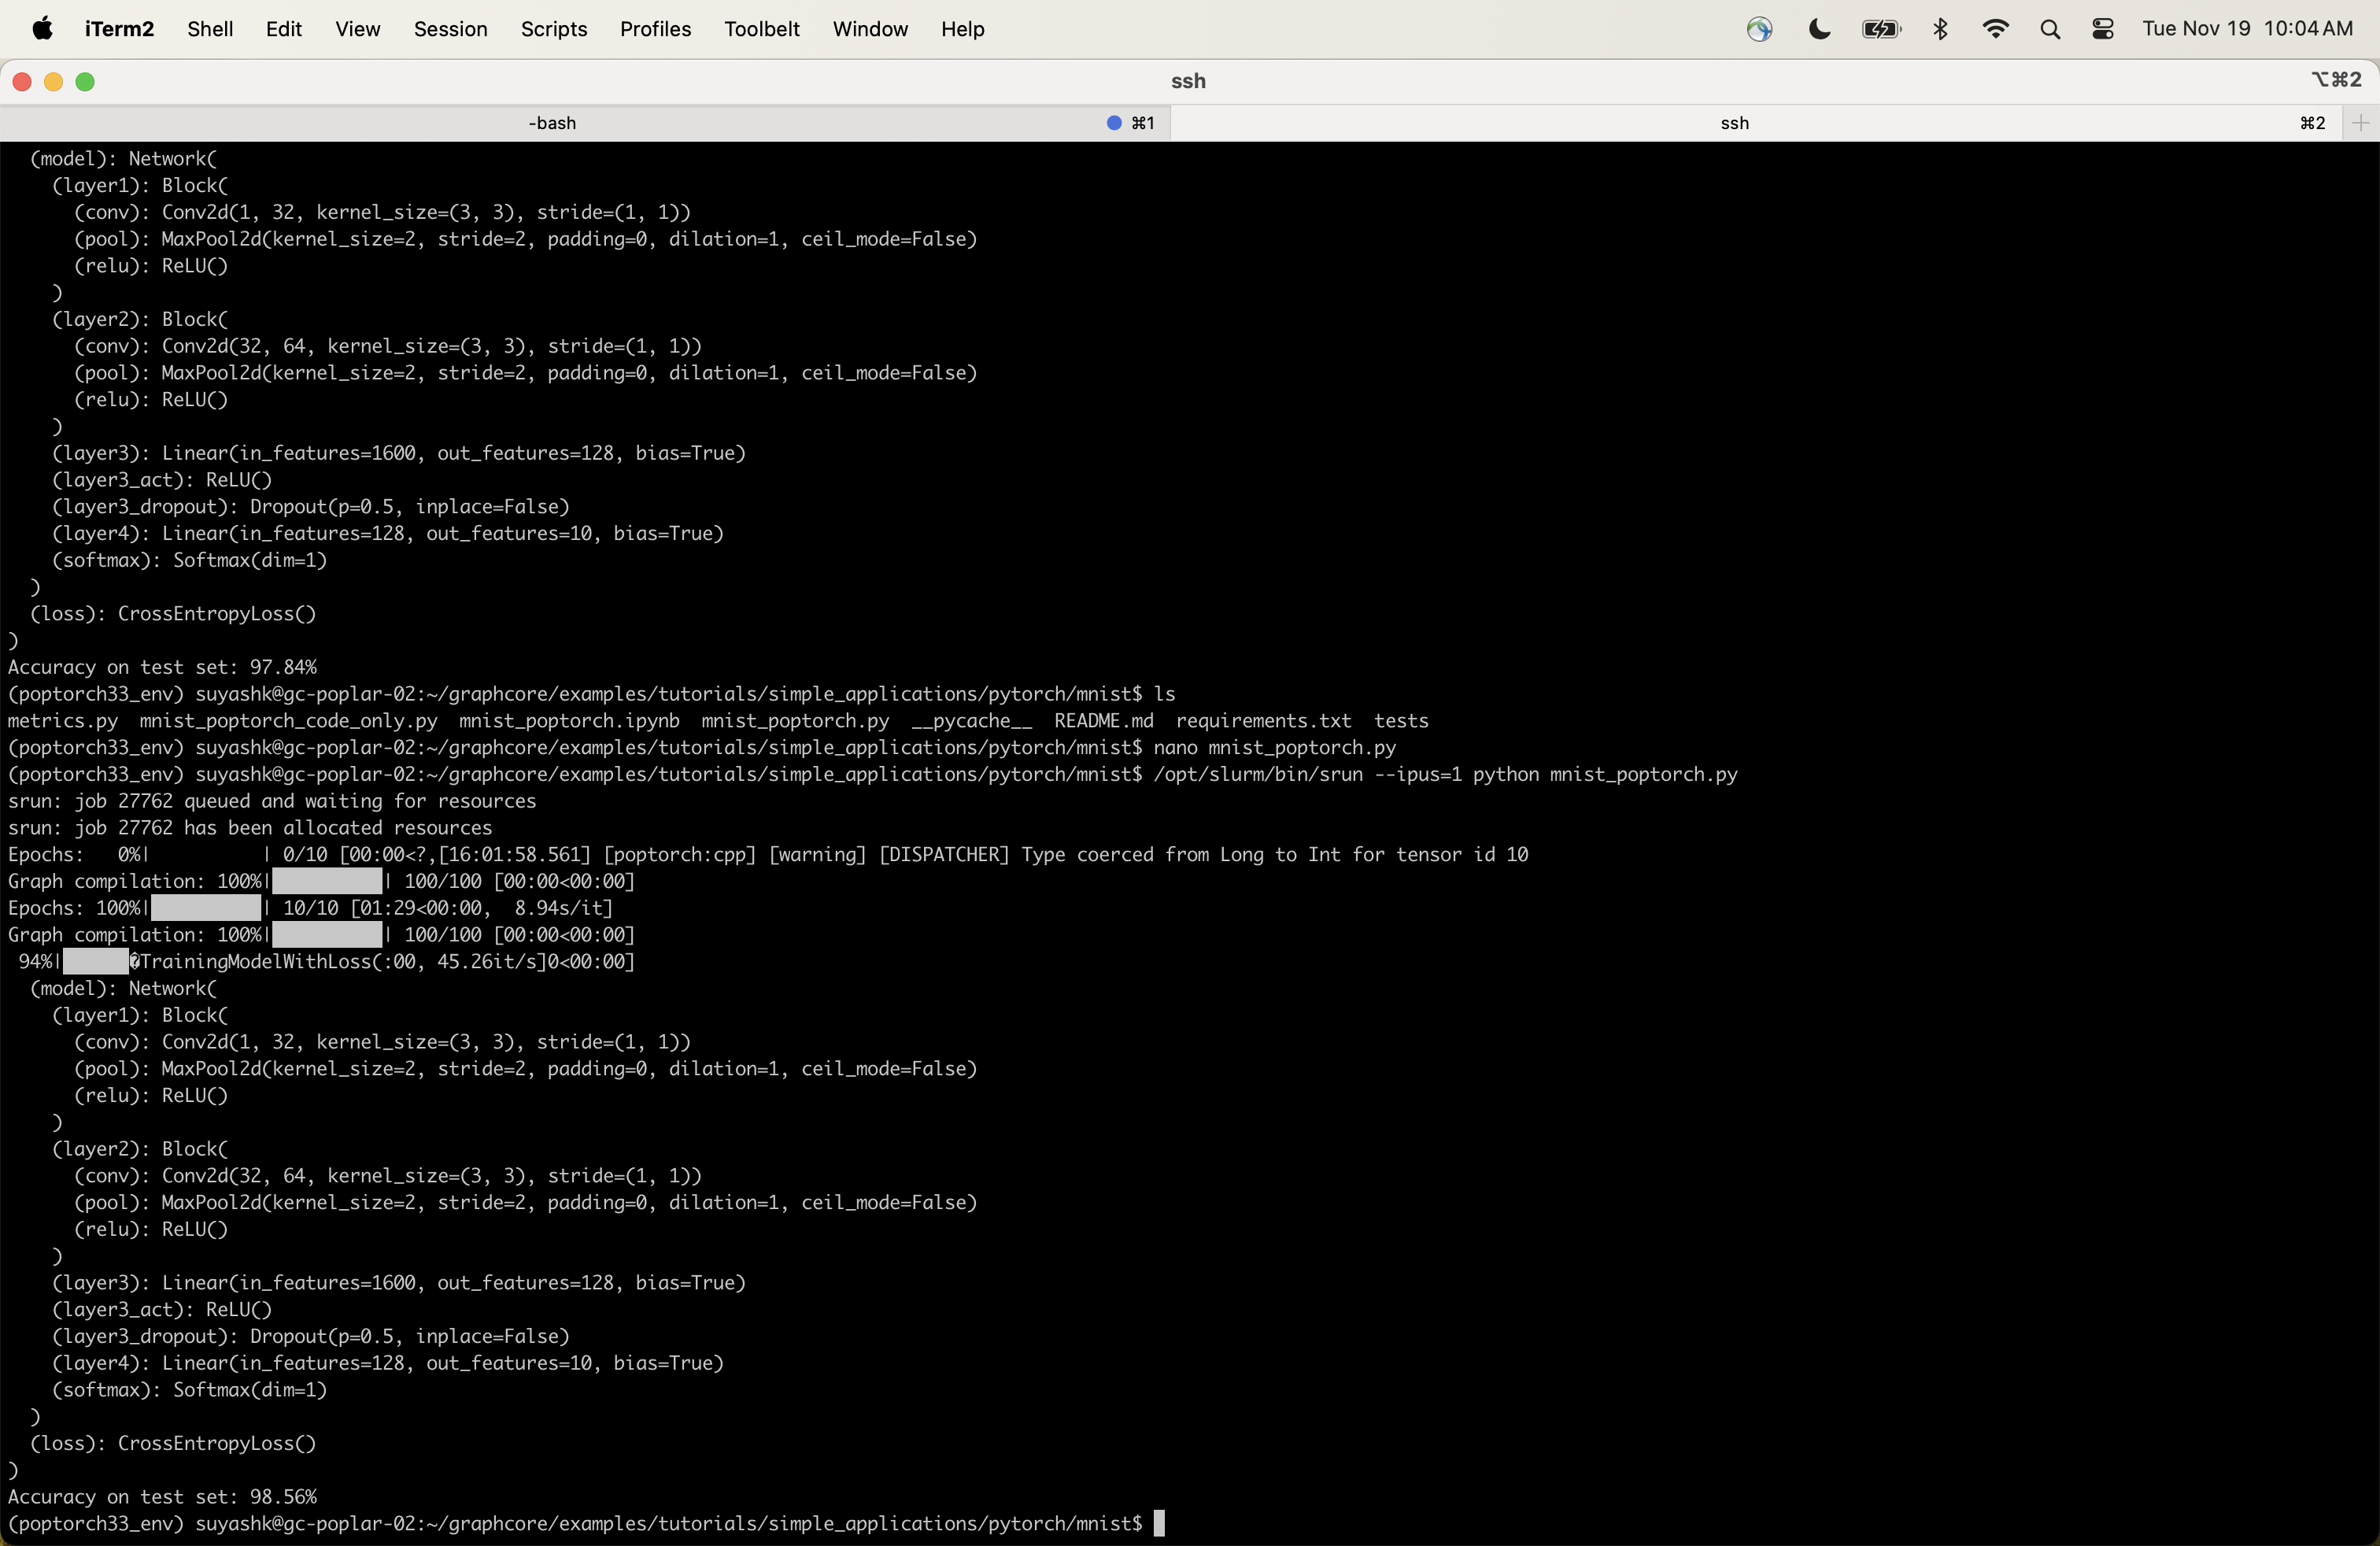 iTerm2 Shell Edit View Session Scripts Profiles Toolbelt Window Help Tue Nov 19 10:04 AM
ssh ⌥⌘2
-bash ⌘1 ssh ⌘2
(model): Network(
(layer1): Block(
(conv): Conv2d(1, 32, kernel_size=(3, 3), stride=(1, 1))
(pool): MaxPool2d(kernel_size=2, stride=2, padding=0, dilation=1, ceil_mode=False)
(relu): ReLU()
)
(layer2): Block(
(conv): Conv2d(32, 64, kernel_size=(3, 3), stride=(1, 1))
(pool): MaxPool2d(kernel_size=2, stride=2, padding=0, dilation=1, ceil_mode=False)
(relu): ReLU()
)
(layer3): Linear(in_features=1600, out_features=128, bias=True)
(layer3_act): ReLU()
(layer3_dropout): Dropout(p=0.5, inplace=False)
(layer4): Linear(in_features=128, out_features=10, bias=True)
(softmax): Softmax(dim=1)
)
(loss): CrossEntropyLoss()
)
Accuracy on test set: 97.84%
(poptorch33_env) suyashk@gc-poplar-02:~/graphcore/examples/tutorials/simple_applications/pytorch/mnist$ ls
metrics.py mnist_poptorch_code_only.py mnist_poptorch.ipynb mnist_poptorch.py __pycache__ README.md requirements.txt tests
(poptorch33_env) suyashk@gc-poplar-02:~/graphcore/examples/tutorials/simple_applications/pytorch/mnist$ nano mnist_poptorch.py
(poptorch33_env) suyashk@gc-poplar-02:~/graphcore/examples/tutorials/simple_applications/pytorch/mnist$ /opt/slurm/bin/srun --ipus=1 python mnist_poptorch.py
srun: job 27762 queued and waiting for resources
srun: job 27762 has been allocated resources
Epochs: 0%| | 0/10 [00:00<?,[16:01:58.561] [poptorch:cpp] [warning] [DISPATCHER] Type coerced from Long to Int for tensor id 10
Graph compilation: 100%|██████████| 100/100 [00:00<00:00]
Epochs: 100%|██████████| 10/10 [01:29<00:00, 8.94s/it]
Graph compilation: 100%|██████████| 100/100 [00:00<00:00]
94%|██████�TrainingModelWithLoss(:00, 45.26it/s]0<00:00]
(model): Network(
(layer1): Block(
(conv): Conv2d(1, 32, kernel_size=(3, 3), stride=(1, 1))
(pool): MaxPool2d(kernel_size=2, stride=2, padding=0, dilation=1, ceil_mode=False)
(relu): ReLU()
)
(layer2): Block(
(conv): Conv2d(32, 64, kernel_size=(3, 3), stride=(1, 1))
(pool): MaxPool2d(kernel_size=2, stride=2, padding=0, dilation=1, ceil_mode=False)
(relu): ReLU()
)
(layer3): Linear(in_features=1600, out_features=128, bias=True)
(layer3_act): ReLU()
(layer3_dropout): Dropout(p=0.5, inplace=False)
(layer4): Linear(in_features=128, out_features=10, bias=True)
(softmax): Softmax(dim=1)
)
(loss): CrossEntropyLoss()
)
Accuracy on test set: 98.56%
(poptorch33_env) suyashk@gc-poplar-02:~/graphcore/examples/tutorials/simple_applications/pytorch/mnist$